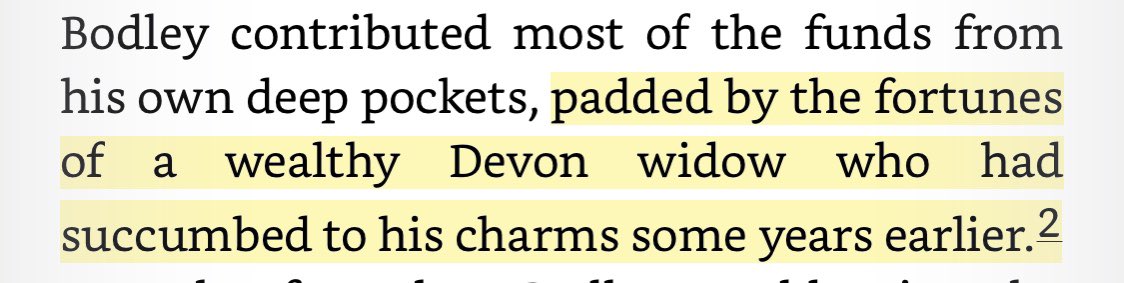 Bodley contributed most of the funds from
his own deep pockets, padded by the fortunes
of a wealthy Devon widow who had
succumbed to his charms some years earlier.2